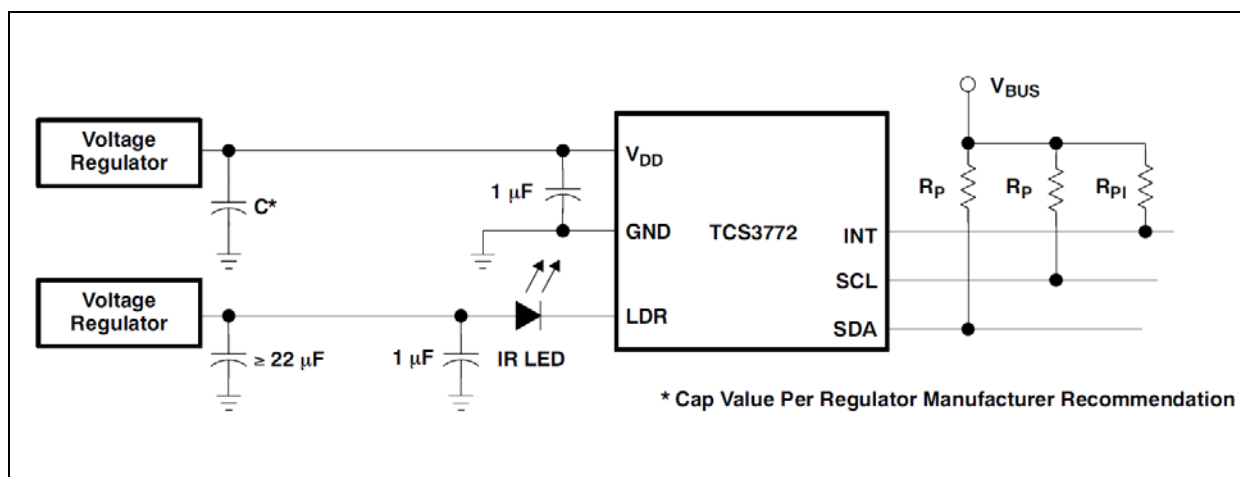 Voltage
Regulator
C*
1 μF
V_DD
GND
TCS3772
INT
SCL
SDA
LDR
V_BUS
R_P
R_P
R_PI
Voltage
Regulator
≥ 22 μF
1 μF
IR LED
* Cap Value Per Regulator Manufacturer Recommendation